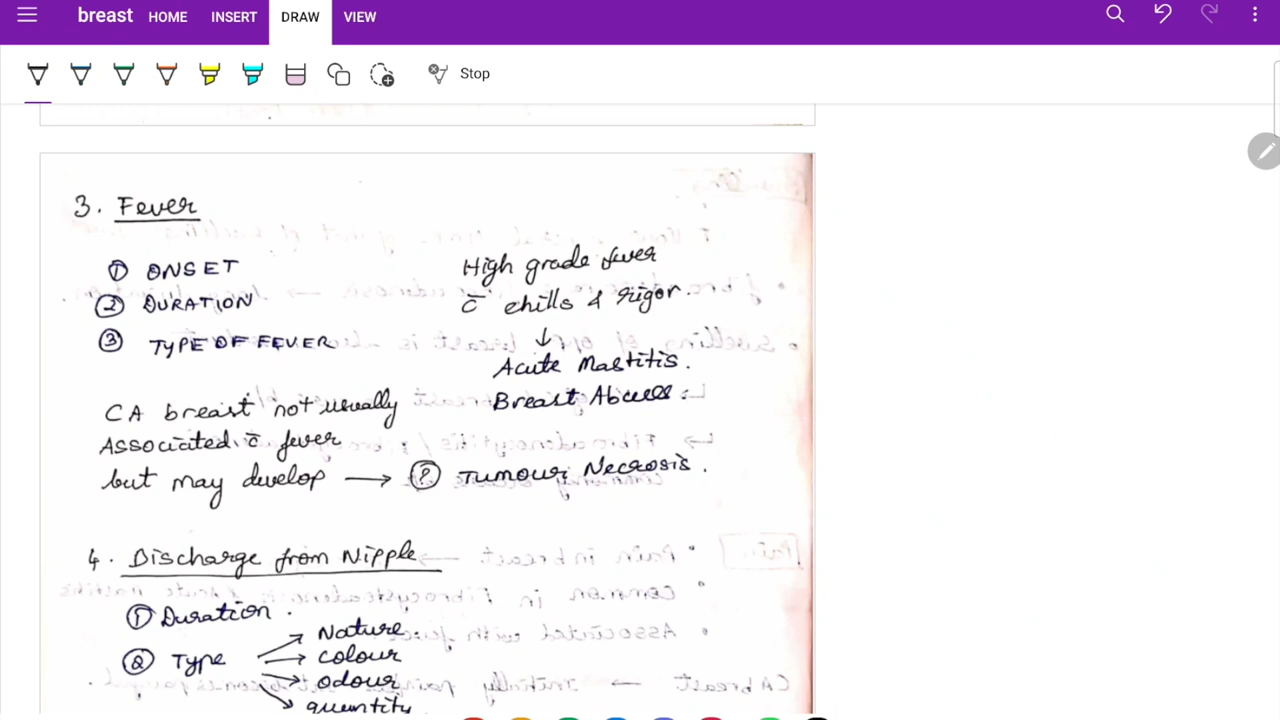 breast HOME INSERT DRAW VIEW
Stop
3. Fever
① ONSET
② DURATION
③ TYPE OF FEVER
High grade fever
c̄ chills & rigor.
↓
Acute Mastitis.
Breast Abcess.
CA breast not usually
ASSociated c̄ fever
but may develop → ? Tumour Necrosis.
4. Discharge from Nipple
① Duration.
② Type → Nature.
→ colour
→ odour
→ quantity